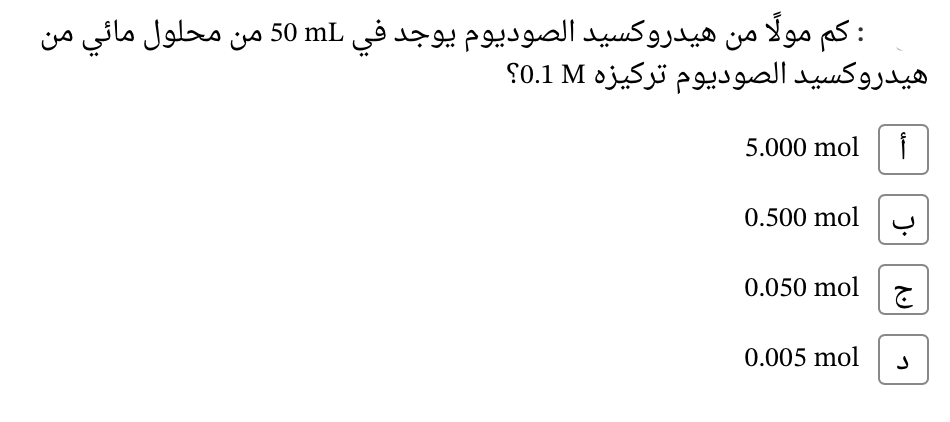 : كم مولًا من هيدروكسيد الصوديوم يوجد في 50 mL من محلول مائي من
هيدروكسيد الصوديوم تركيزه 0.1 M؟
أ 5.000 mol
ب 0.500 mol
ج 0.050 mol
د 0.005 mol